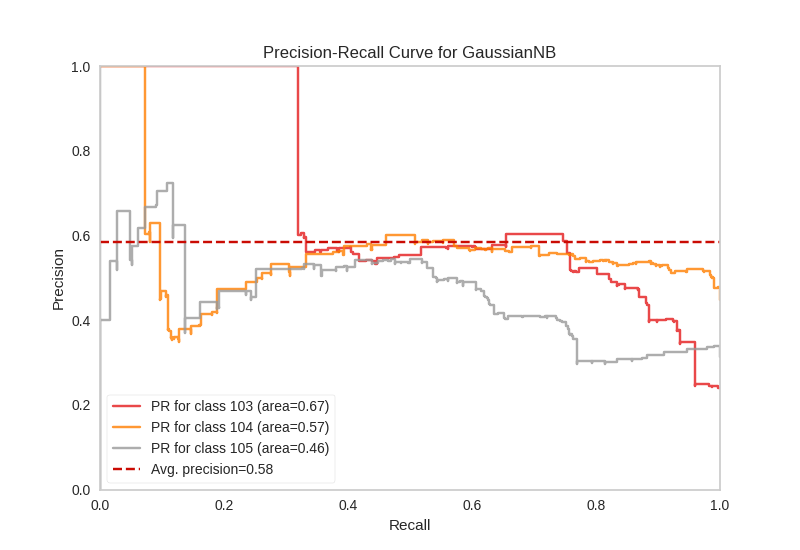 Precision-Recall Curve for GaussianNB
1.0
0.8
0.6
0.4
0.2
0.0
Precision
PR for class 103 (area=0.67)
PR for class 104 (area=0.57)
PR for class 105 (area=0.46)
Avg. precision=0.58
0.0 0.2 0.4 0.6 0.8 1.0
Recall